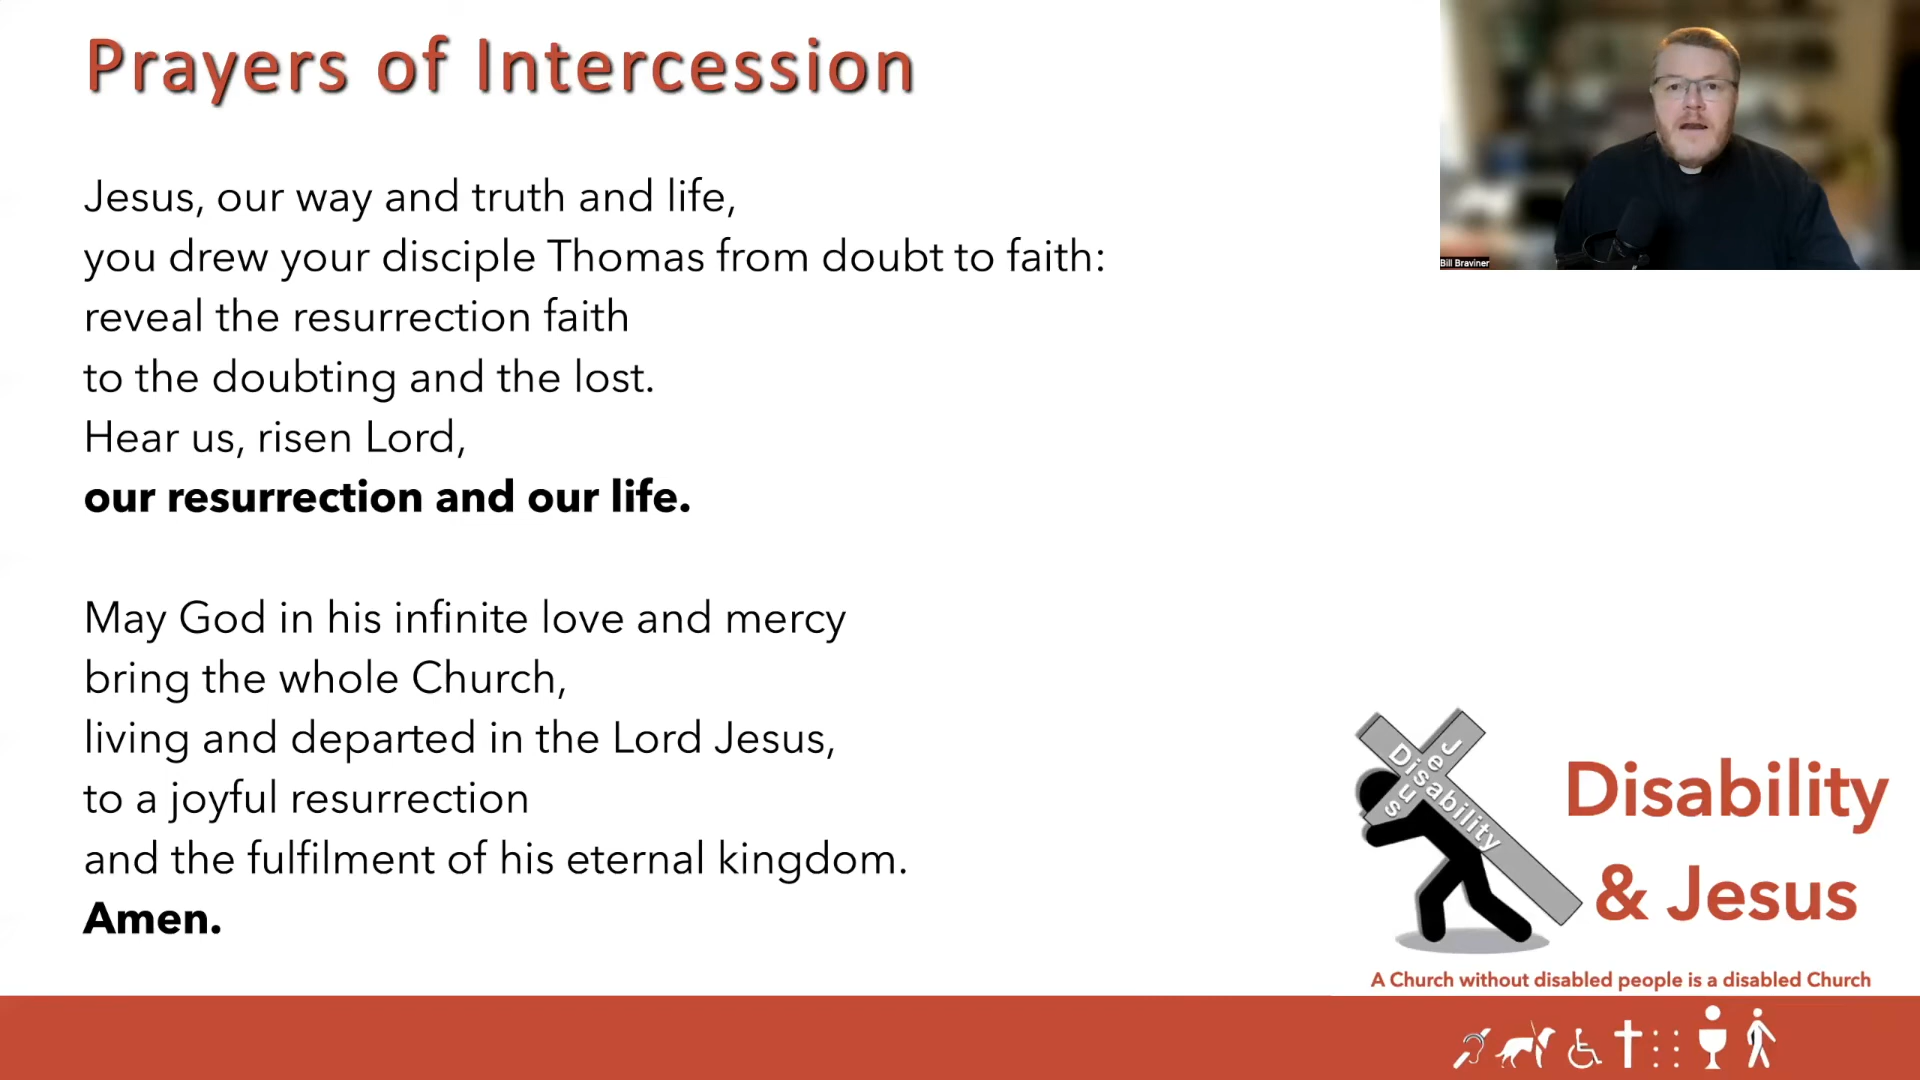 Prayers of Intercession
Jesus, our way and truth and life,
you drew your disciple Thomas from doubt to faith:
reveal the resurrection faith
to the doubting and the lost.
Hear us, risen Lord,
our resurrection and our life.
May God in his infinite love and mercy
bring the whole Church,
living and departed in the Lord Jesus,
to a joyful resurrection
and the fulfilment of his eternal kingdom.
Amen.
Bill Braviner
Jesus
Disability
Disability
& Jesus
A Church without disabled people is a disabled Church